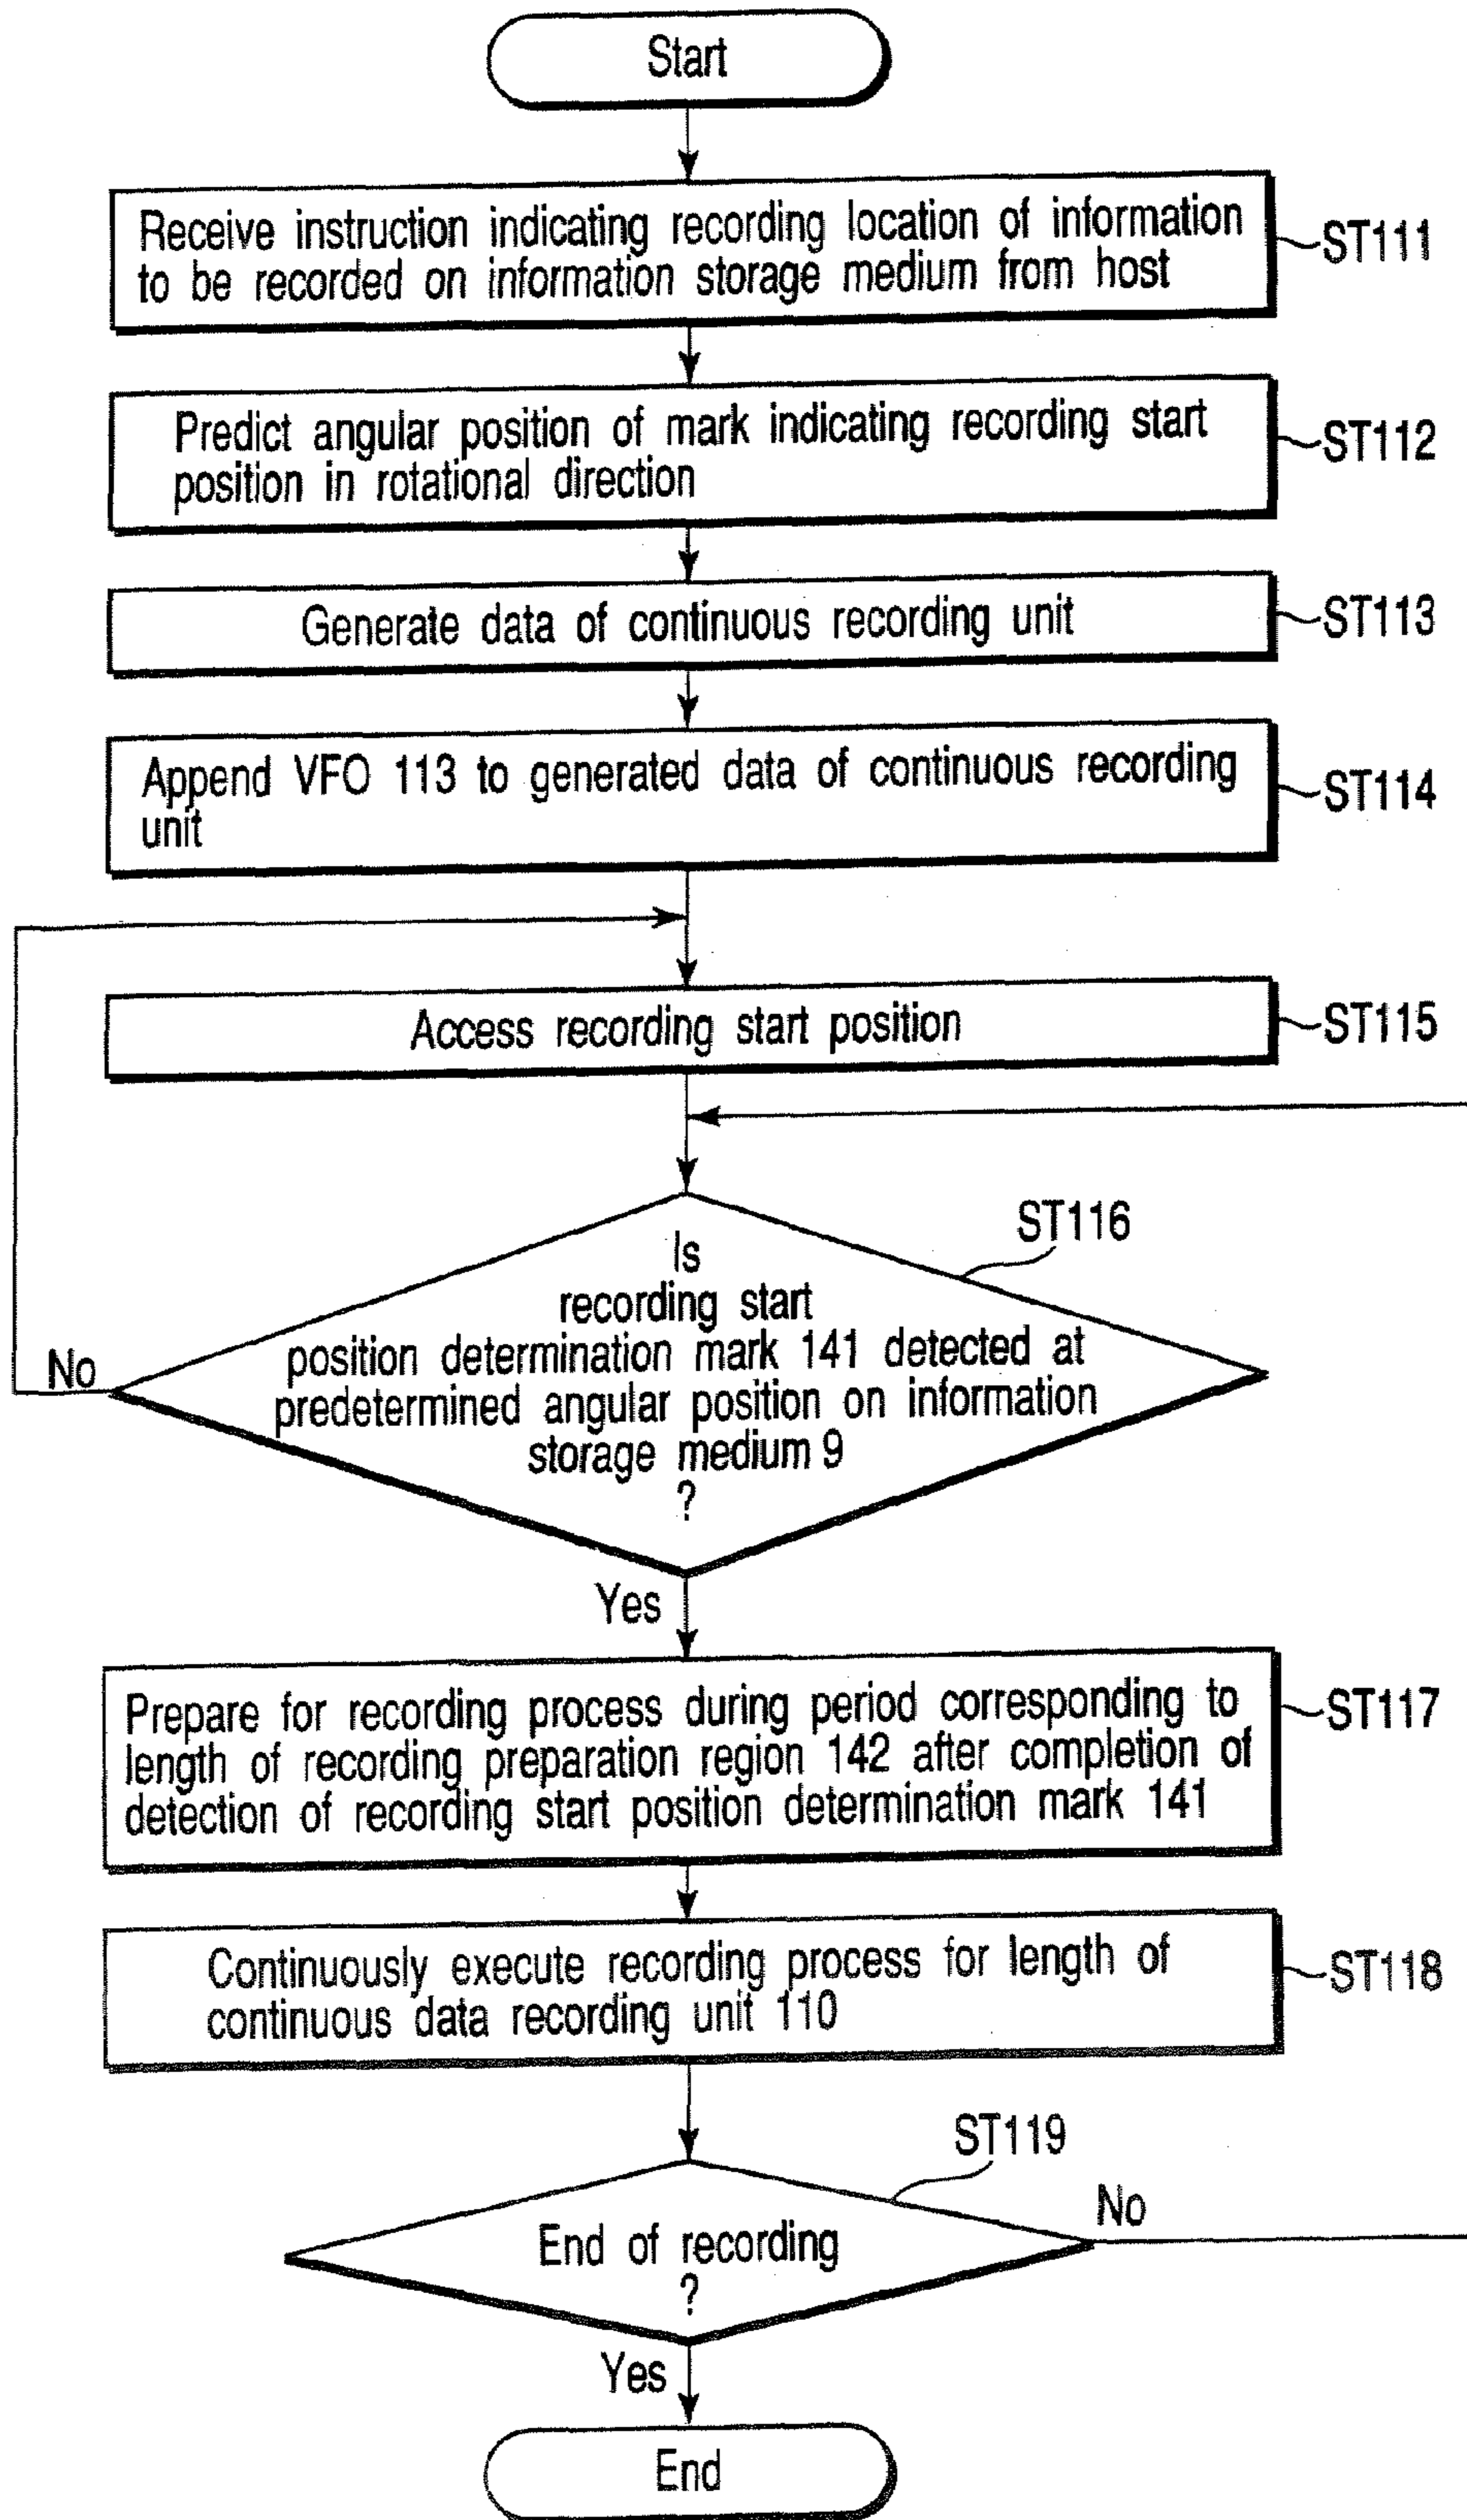 Start
Receive instruction indicating recording location of information
to be recorded on information storage medium from host
ST111
Predict angular position of mark indicating recording start
position in rotational direction
ST112
Generate data of continuous recording unit
ST113
Append VFO 113 to generated data of continuous recording
unit
ST114
Access recording start position
ST115
ST116
Is
recording start
position determination mark 141 detected at
predetermined angular position on information
storage medium 9
?
No
Yes
Prepare for recording process during period corresponding to
length of recording preparation region 142 after completion of
detection of recording start position determination mark 141
ST117
Continuously execute recording process for length of
continuous data recording unit 110
ST118
ST119
End of recording
?
No
Yes
End